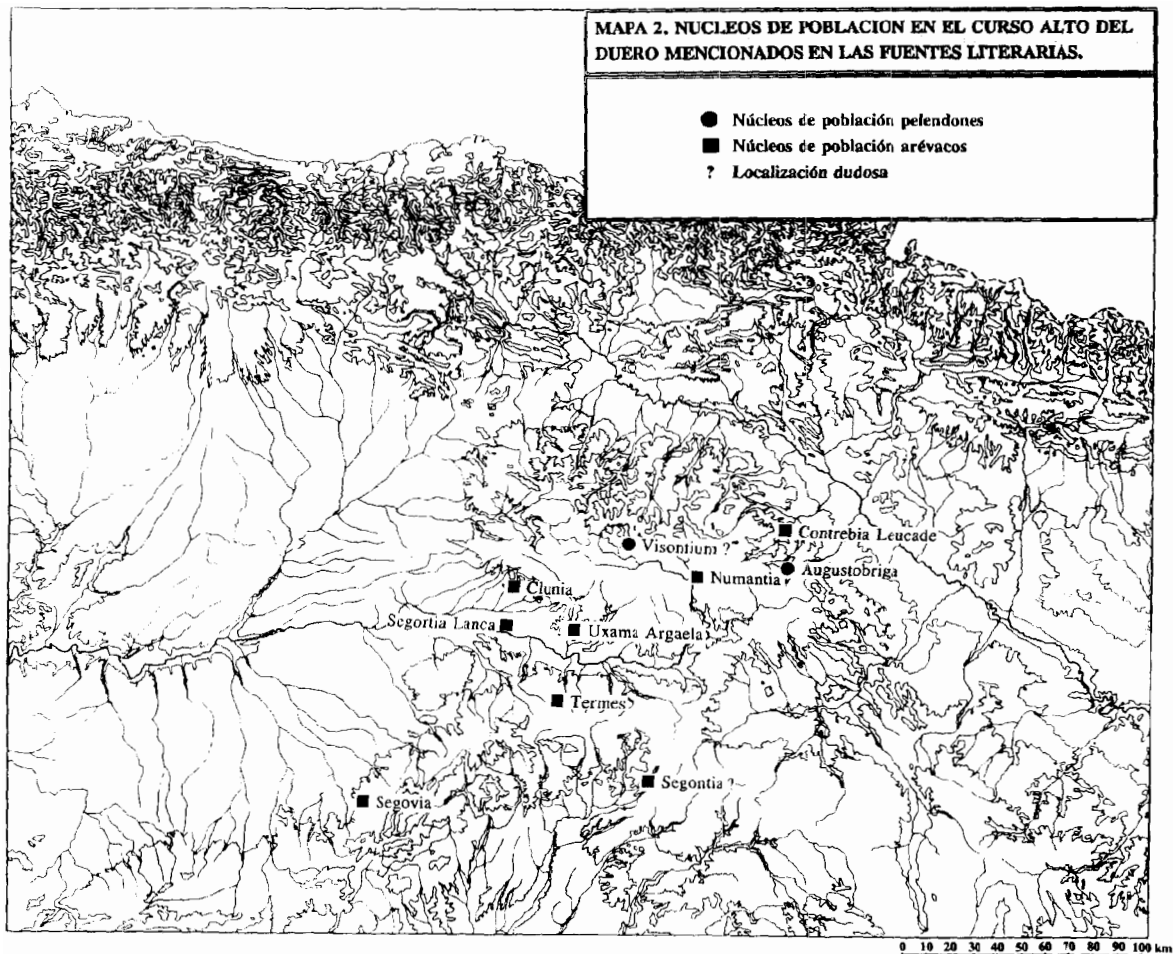 MAPA 2. NUCLEOS DE POBLACION EN EL CURSO ALTO DEL
DUERO MENCIONADOS EN LAS FUENTES LITERARIAS.
● Núcleos de población pelendones
■ Núcleos de población arévacos
? Localización dudosa
Contrebia Leucade
Visontium ?
Augustobriga
Numantia
Clunia
Segortia Lanca
Uxama Argaela
Termes
Segontia ?
Segovia
0 10 20 30 40 50 60 70 80 90 100 km